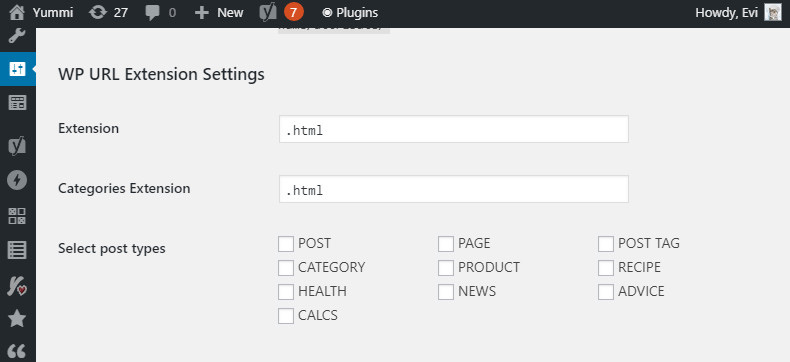 Yummi 27 0 + New 7 Plugins Howdy, Evi
WP URL Extension Settings
Extension .html
Categories Extension .html
Select post types POST PAGE POST TAG
CATEGORY PRODUCT RECIPE
HEALTH NEWS ADVICE
CALCS